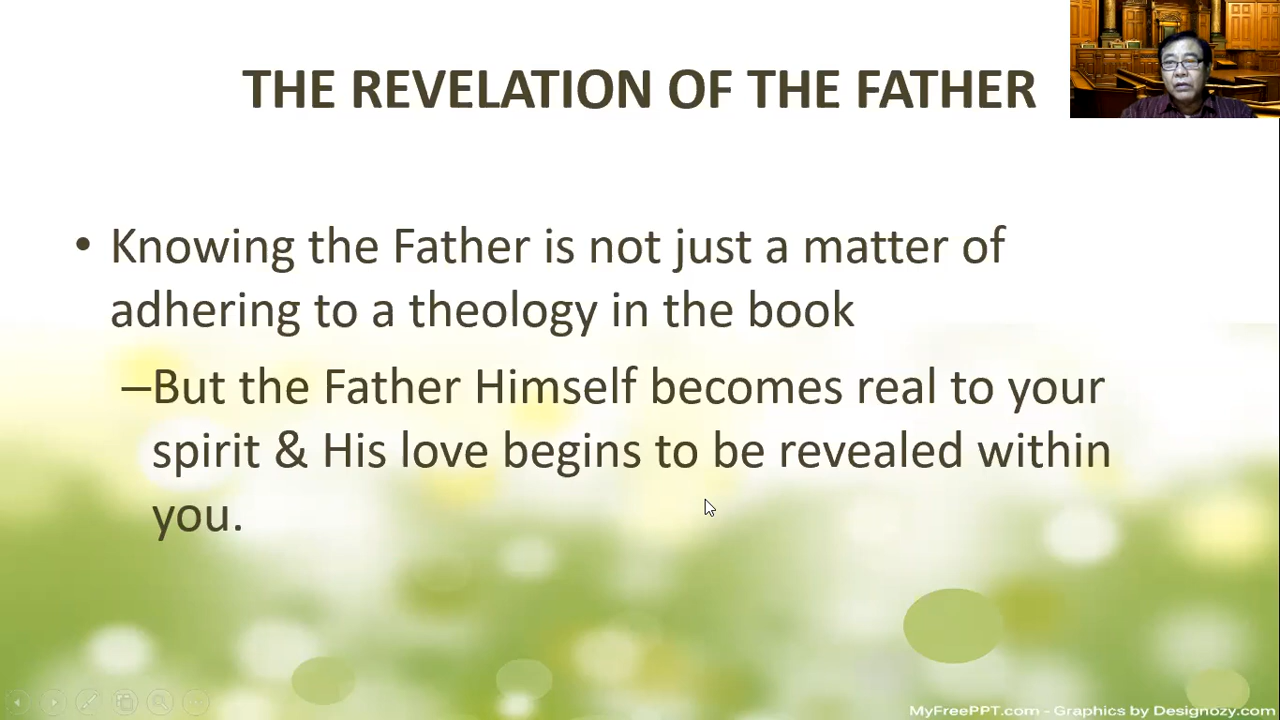 THE REVELATION OF THE FATHER
• Knowing the Father is not just a matter of
adhering to a theology in the book
–But the Father Himself becomes real to your
spirit & His love begins to be revealed within
you.
MyFreePPT.com - Graphics by Designozy.com